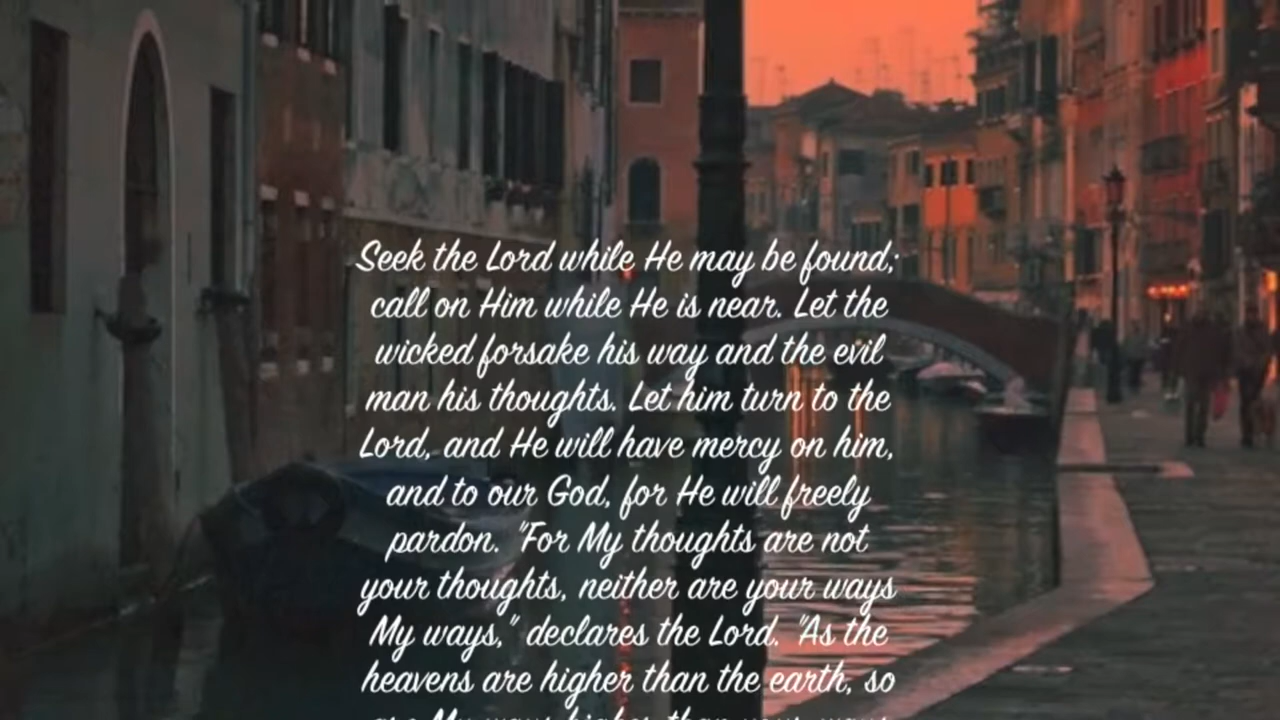 Seek the Lord while He may be found;
call on Him while He is near. Let the
wicked forsake his way and the evil
man his thoughts. Let him turn to the
Lord, and He will have mercy on him,
and to our God, for He will freely
pardon. "For My thoughts are not
your thoughts, neither are your ways
My ways," declares the Lord. "As the
heavens are higher than the earth, so